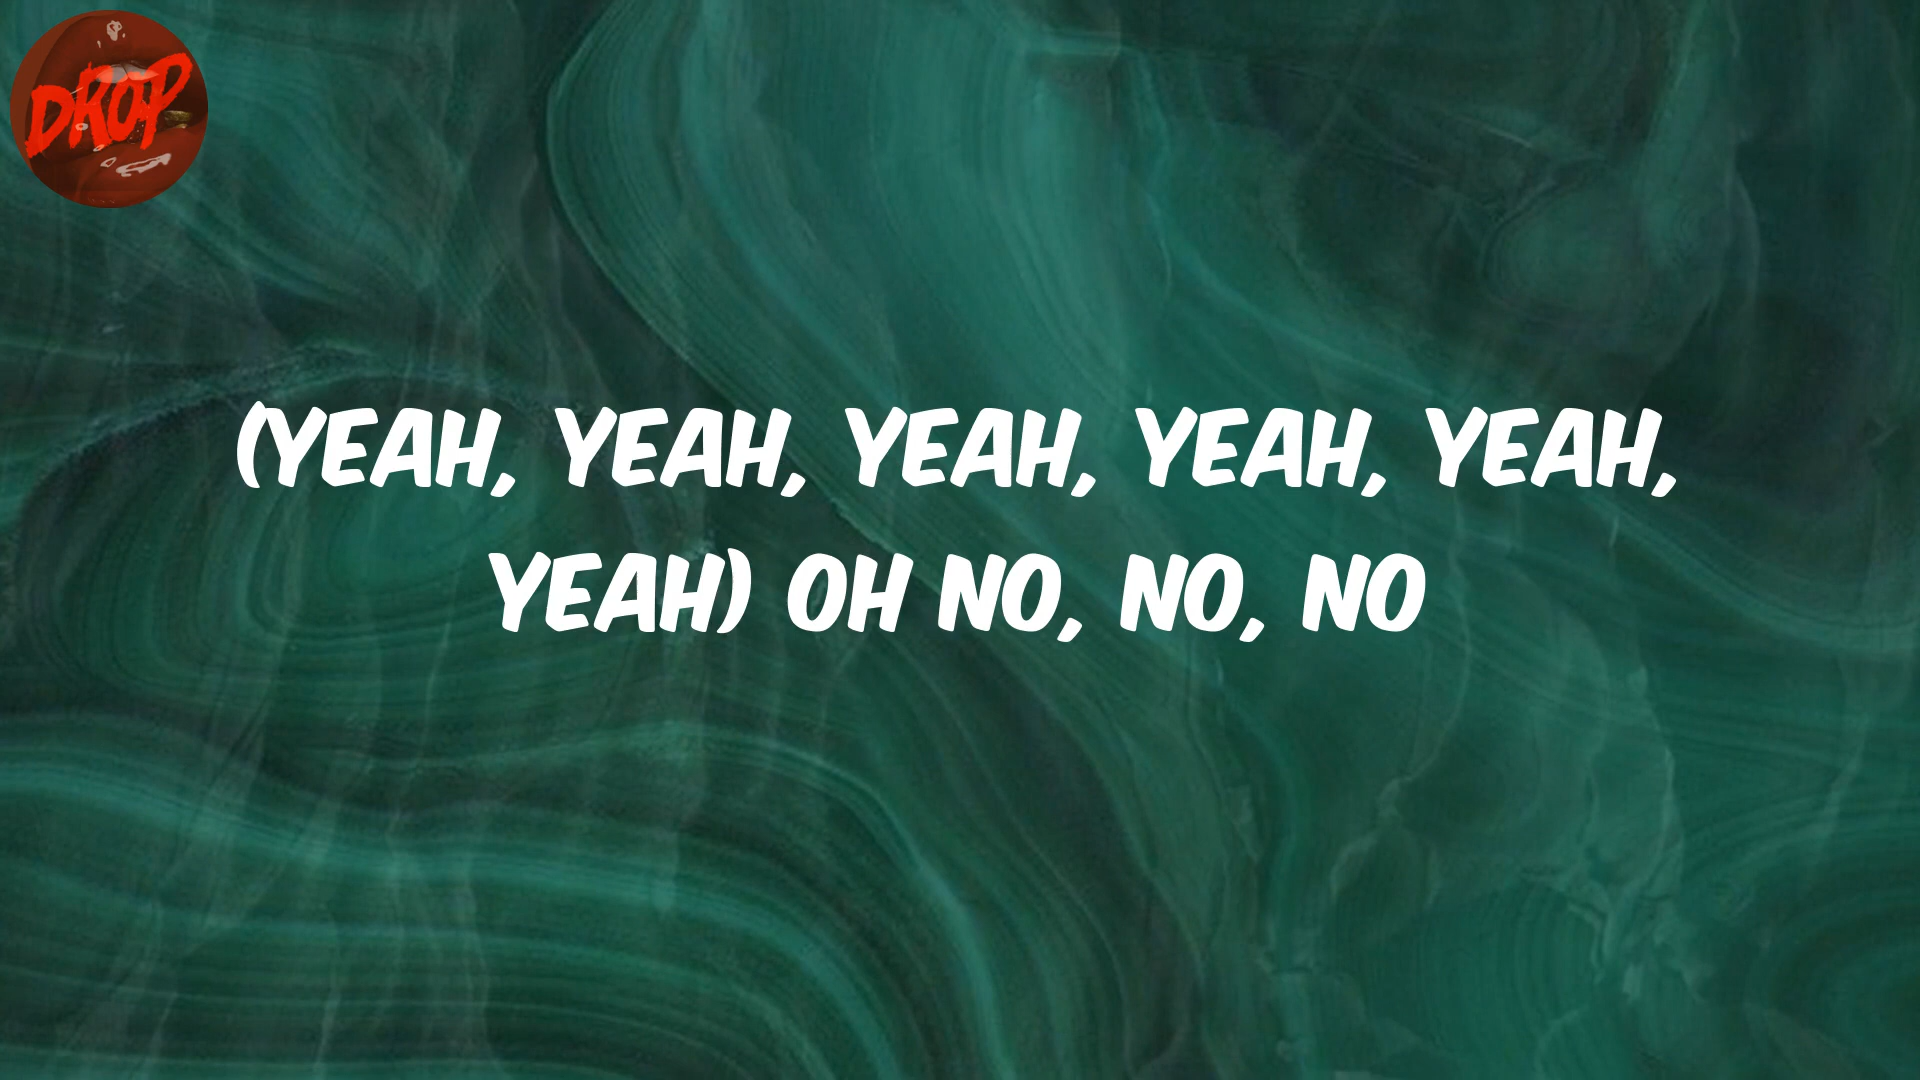 DROP
(YEAH, YEAH, YEAH, YEAH, YEAH,
YEAH) OH NO, NO, NO